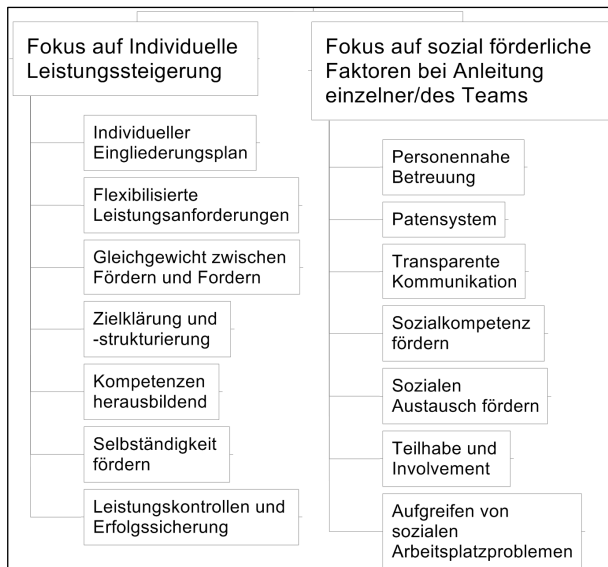 Fokus auf Individuelle
Leistungssteigerung
Individueller
Eingliederungsplan
Flexibilisierte
Leistungsanforderungen
Gleichgewicht zwischen
Fördern und Fordern
Zielklärung und
-strukturierung
Kompetenzen
herausbildend
Selbständigkeit
fördern
Leistungskontrollen und
Erfolgssicherung
Fokus auf sozial förderliche
Faktoren bei Anleitung
einzelner/des Teams
Personennahe
Betreuung
Patensystem
Transparente
Kommunikation
Sozialkompetenz
fördern
Sozialen
Austausch fördern
Teilhabe und
Involvement
Aufgreifen von
sozialen
Arbeitsplatzproblemen